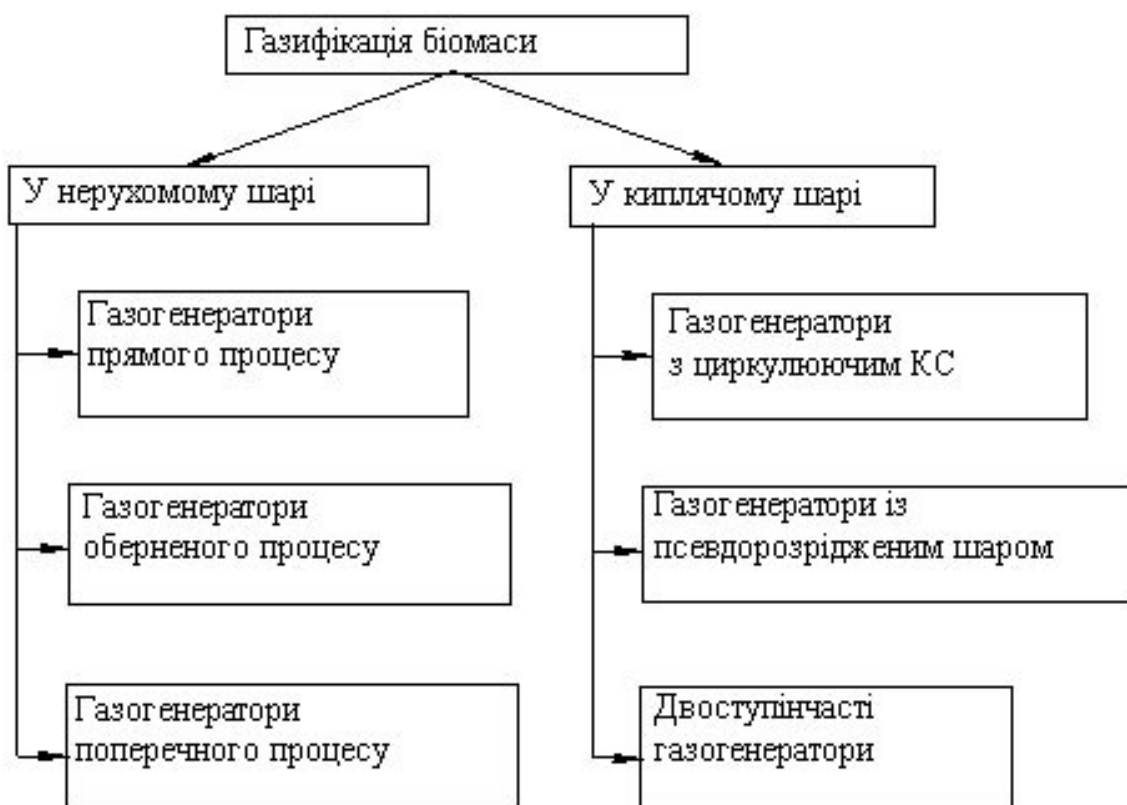 Газифікація біомаси
У нерухомому шарі
У киплячому шарі
Газогенератори
прямого процесу
Газогенератори
з циркулюючим КС
Газогенератори
оберненого процесу
Газогенератори із
псевдорозрідженим шаром
Газогенератори
поперечного процесу
Двоступінчасті
газогенератори